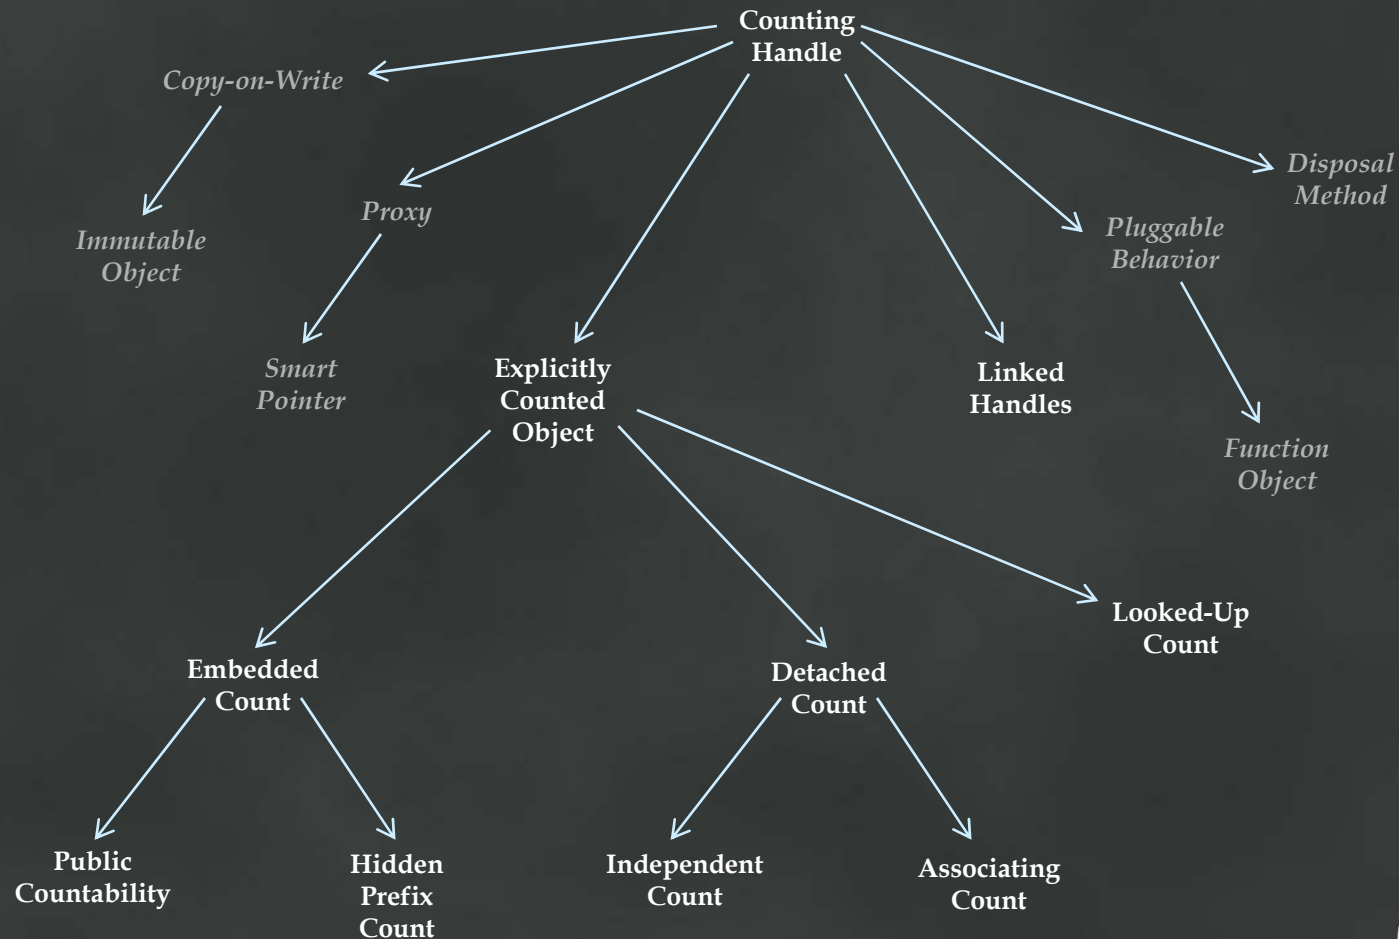 Counting
Handle
Copy-on-Write
Disposal
Method
Proxy
Pluggable
Behavior
Immutable
Object
Smart
Pointer
Explicitly
Counted
Object
Linked
Handles
Function
Object
Looked-Up
Count
Embedded
Count
Detached
Count
Public
Countability
Hidden
Prefix
Count
Independent
Count
Associating
Count